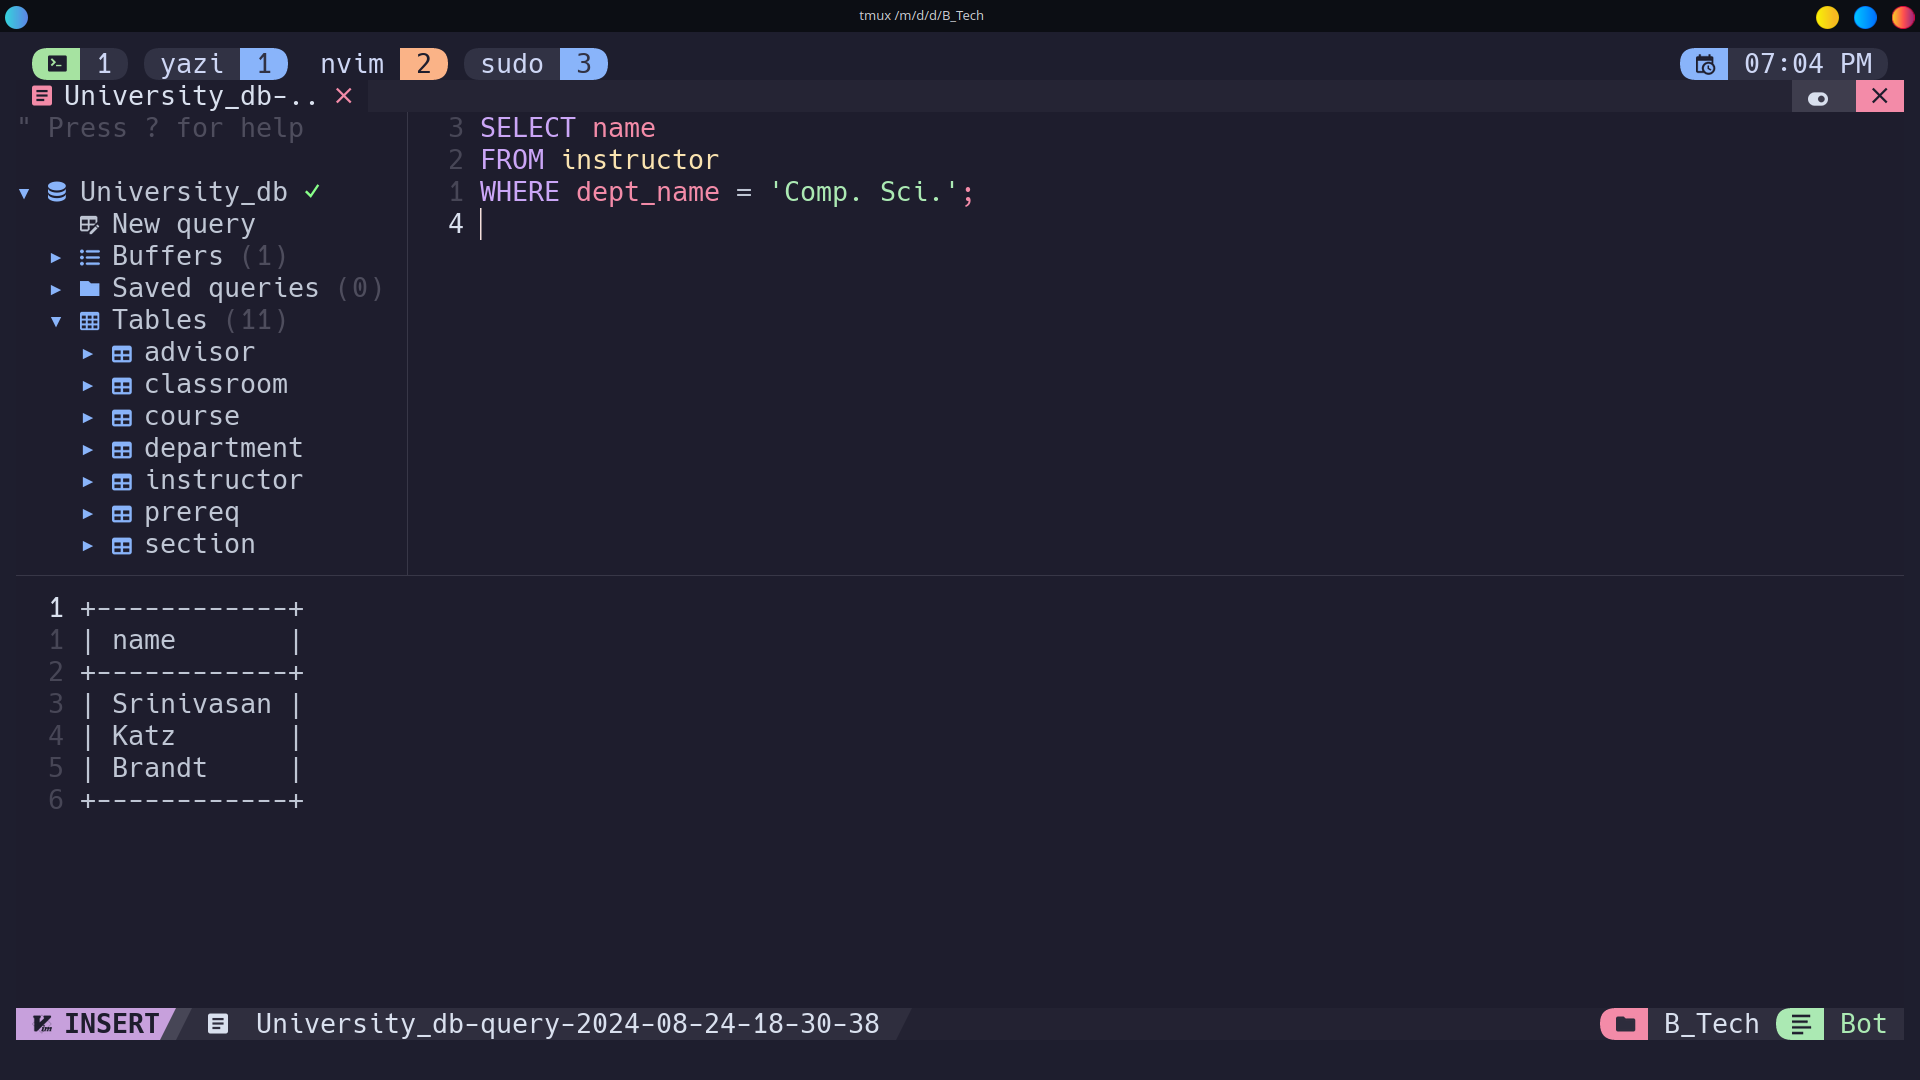 tmux /m/d/d/B_Tech
1 yazi 1 nvim 2 sudo 3 07:04 PM
University_db-..
" Press ? for help
University_db
New query
Buffers (1)
Saved queries (0)
Tables (11)
advisor
classroom
course
department
instructor
prereq
section
3 SELECT name
2 FROM instructor
1 WHERE dept_name = 'Comp. Sci.';
4
1 +------------+
1 | name       |
2 +------------+
3 | Srinivasan |
4 | Katz       |
5 | Brandt     |
6 +------------+
INSERT University_db-query-2024-08-24-18-30-38 B_Tech Bot